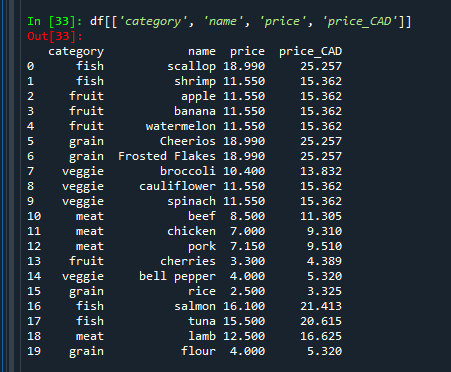 In [33]: df[['category', 'name', 'price', 'price_CAD']]
Out[33]:
category name price price_CAD
0 fish scallop 18.990 25.257
1 fish shrimp 11.550 15.362
2 fruit apple 11.550 15.362
3 fruit banana 11.550 15.362
4 fruit watermelon 11.550 15.362
5 grain Cheerios 18.990 25.257
6 grain Frosted Flakes 18.990 25.257
7 veggie broccoli 10.400 13.832
8 veggie cauliflower 11.550 15.362
9 veggie spinach 11.550 15.362
10 meat beef 8.500 11.305
11 meat chicken 7.000 9.310
12 meat pork 7.150 9.510
13 fruit cherries 3.300 4.389
14 veggie bell pepper 4.000 5.320
15 grain rice 2.500 3.325
16 fish salmon 16.100 21.413
17 fish tuna 15.500 20.615
18 meat lamb 12.500 16.625
19 grain flour 4.000 5.320